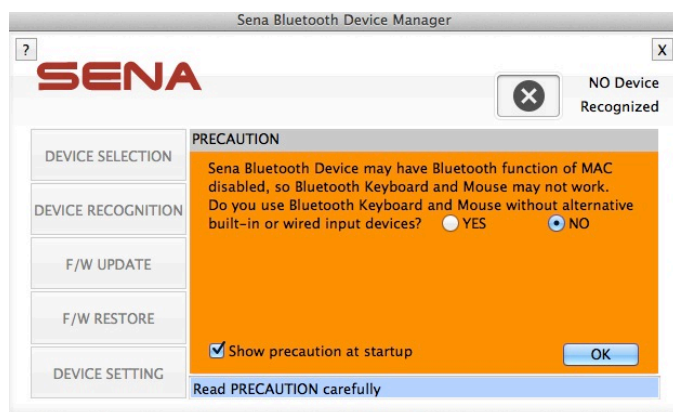 Sena Bluetooth Device Manager
?
X
SENA
NO Device
Recognized
DEVICE SELECTION
DEVICE RECOGNITION
F/W UPDATE
F/W RESTORE
DEVICE SETTING
PRECAUTION
Sena Bluetooth Device may have Bluetooth function of MAC
disabled, so Bluetooth Keyboard and Mouse may not work.
Do you use Bluetooth Keyboard and Mouse without alternative
built-in or wired input devices? YES NO
Show precaution at startup
OK
Read PRECAUTION carefully